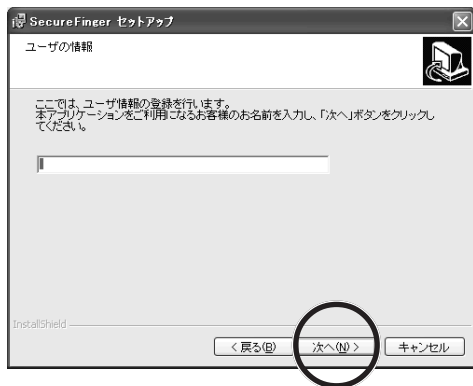 SecureFinger セットアップ
ユーザの情報
ここでは、ユーザ情報の登録を行います。
本アプリケーションをご利用になるお客様のお名前を入力し、「次へ」ボタンをクリックし
てください。
InstallShield
< 戻る(B)
次へ(N) >
キャンセル